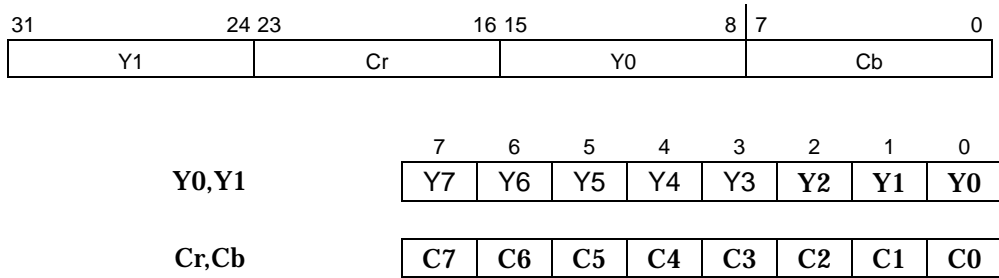 31 24 23 16 15 8 7 0
Y1 Cr Y0 Cb
7 6 5 4 3 2 1 0
Y0,Y1 Y7 Y6 Y5 Y4 Y3 Y2 Y1 Y0
Cr,Cb C7 C6 C5 C4 C3 C2 C1 C0